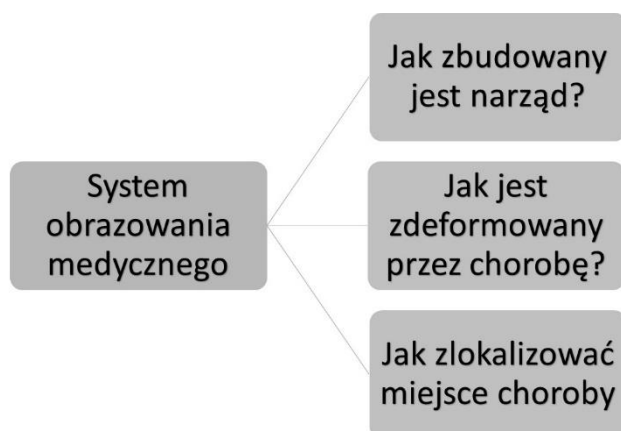 Jak zbudowany
jest narząd?
System
obrazowania
medycznego
Jak jest
zdeformowany
przez chorobę?
Jak zlokalizować
miejsce choroby